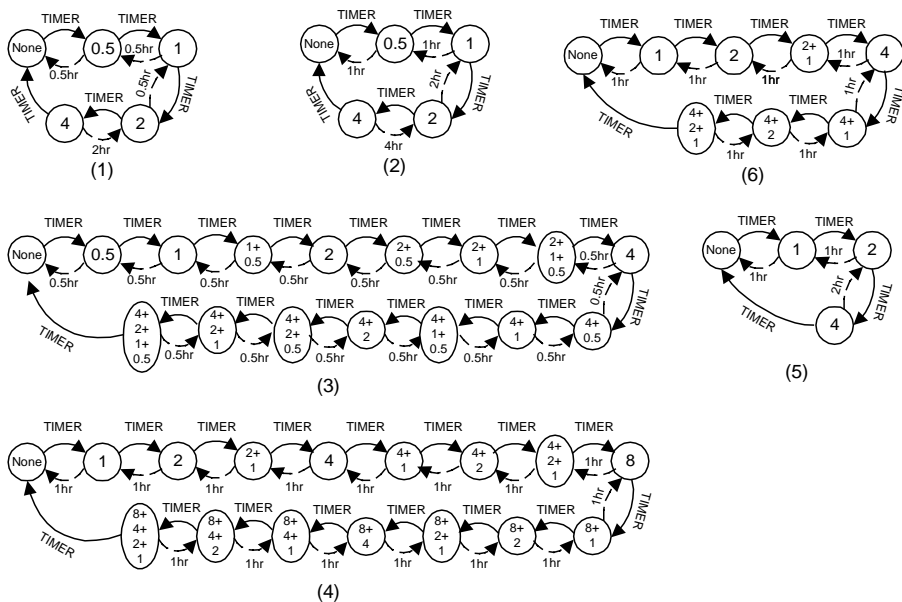 TIMER TIMER
None 0.5 1
0.5hr 0.5hr
0.5hr TIMER
TIMER TIMER
4 2
2hr
(1)
TIMER TIMER
None 0.5 1
1hr 1hr
2hr TIMER
TIMER TIMER
4 2
4hr
(2)
TIMER TIMER TIMER TIMER
None 1 2 2+ 1 4
1hr 1hr 1hr 1hr
1hr TIMER
TIMER TIMER TIMER
TIMER
4+ 2+ 1 4+ 2 4+ 1
1hr 1hr
(6)
TIMER TIMER TIMER TIMER TIMER TIMER TIMER TIMER
None 0.5 1 1+ 0.5 2 2+ 0.5 2+ 1 2+ 1+ 0.5 4
0.5hr 0.5hr 0.5hr 0.5hr 0.5hr 0.5hr 0.5hr 0.5hr
0.5hr TIMER
TIMER TIMER TIMER TIMER TIMER TIMER
TIMER
4+ 2+ 1+ 0.5 4+ 2+ 1 4+ 2+ 0.5 4+ 2 4+ 1+ 0.5 4+ 1 4+ 0.5
0.5hr 0.5hr 0.5hr 0.5hr 0.5hr 0.5hr
(3)
TIMER TIMER
None 1 2
1hr 1hr
2hr TIMER
TIMER
4
(5)
TIMER TIMER TIMER TIMER TIMER TIMER TIMER TIMER
None 1 2 2+ 1 4 4+ 1 4+ 2 4+ 2+ 1 8
1hr 1hr 1hr 1hr 1hr 1hr 1hr 1hr
1hr TIMER
TIMER TIMER TIMER TIMER TIMER TIMER
TIMER
8+ 4+ 2+ 1 8+ 4+ 2 8+ 4+ 1 8+ 4 8+ 2+ 1 8+ 2 8+ 1
1hr 1hr 1hr 1hr 1hr 1hr
(4)